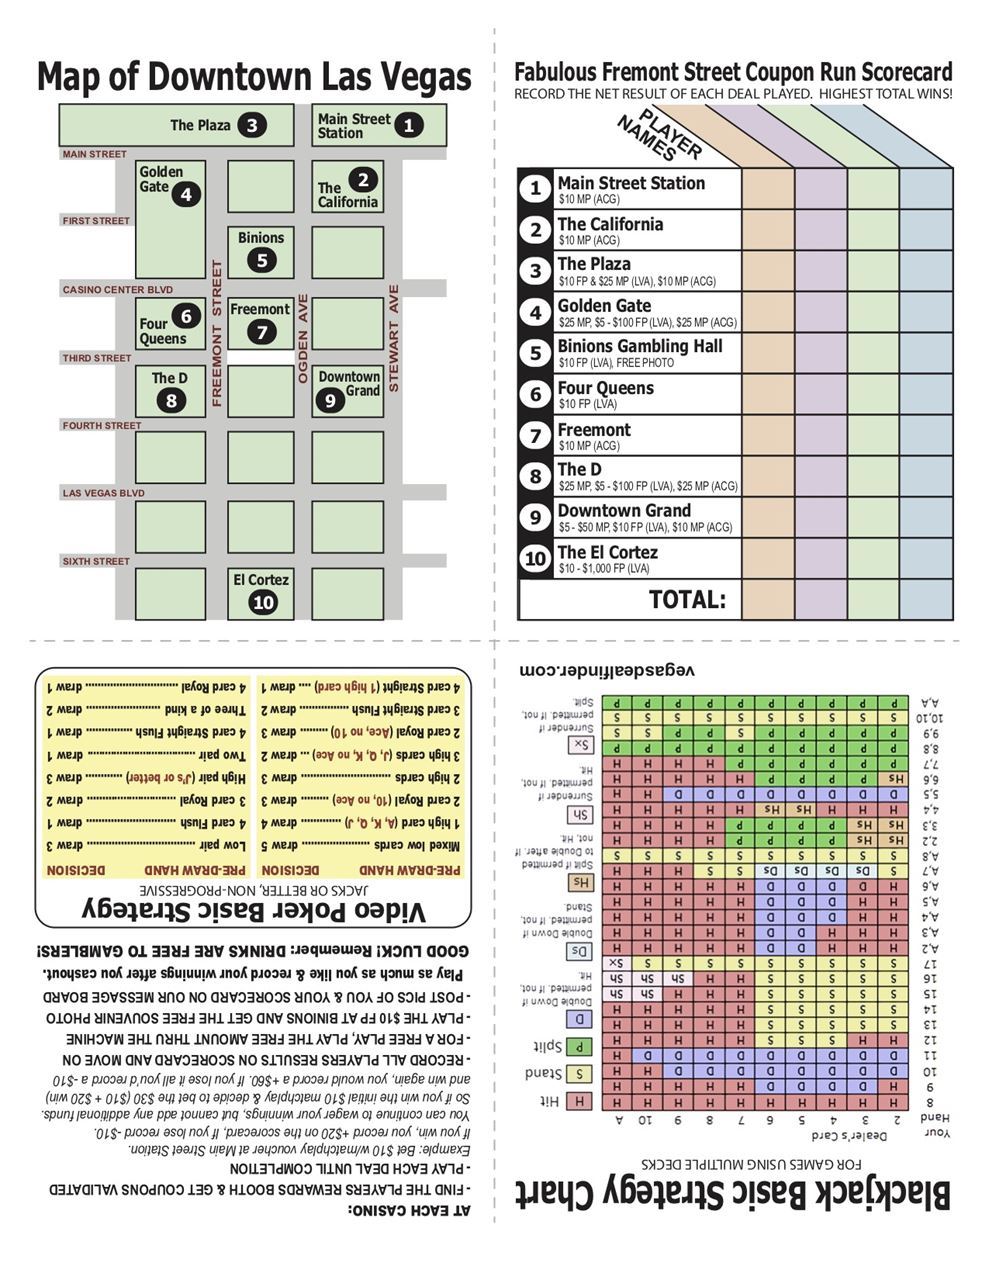 Map of Downtown Las Vegas
The Plaza 3
Main Street Station 1
MAIN STREET
Golden Gate 4
The California 2
FIRST STREET
Binions 5
CASINO CENTER BLVD
Four Queens 6
Freemont 7
THIRD STREET
The D 8
Downtown Grand 9
FOURTH STREET
LAS VEGAS BLVD
SIXTH STREET
El Cortez 10
FREEMONT STREET
OGDEN AVE
STEWART AVE
Fabulous Fremont Street Coupon Run Scorecard
RECORD THE NET RESULT OF EACH DEAL PLAYED. HIGHEST TOTAL WINS!
PLAYER NAMES
1 Main Street Station
$10 MP (ACG)
2 The California
$10 MP (ACG)
3 The Plaza
$10 FP & $25 MP (LVA), $10 MP (ACG)
4 Golden Gate
$25 MP, $5 - $100 FP (LVA), $25 MP (ACG)
5 Binions Gambling Hall
$10 FP (LVA), FREE PHOTO
6 Four Queens
$10 FP (LVA)
7 Freemont
$10 MP (ACG)
8 The D
$25 MP, $5 - $100 FP (LVA), $25 MP (ACG)
9 Downtown Grand
$5 - $50 MP, $10 FP (LVA), $10 MP (ACG)
10 The El Cortez
$10 - $1,000 FP (LVA)
TOTAL:
Blackjack Basic Strategy Chart
FOR GAMES USING MULTIPLE DECKS
Your Hand
Dealer's Card
2 3 4 5 6 7 8 9 10 A
8 H H H H H H H H H H
9 H D D D D H H H H H
10 D D D D D D D D H H
11 D D D D D D D D D H
12 H H S S S H H H H H
13 S S S S S H H H H H
14 S S S S S H H H H H
15 S S S S S H H H Sh Sh
16 S S S S S H H Sh Sh Sh
17 S S S S S S S S S Sx
A,2 H H H D D H H H H H
A,3 H H H D D H H H H H
A,4 H H D D D H H H H H
A,5 H H D D D H H H H H
A,6 H D D D D H H H H H
A,7 S Ds Ds Ds Ds S S H H H
A,8 S S S S S S S S S S
2,2 Hs Hs P P P P H H H H
3,3 Hs Hs P P P P H H H H
4,4 H H H Hs Hs H H H H H
5,5 D D D D D D D D H H
6,6 Hs P P P P H H H H H
7,7 P P P P P P H H H H
8,8 P P P P P P P P P P
9,9 P P P P P S P P S S
10,10 S S S S S S S S S S
A,A P P P P P P P P P P
H Hit
S Stand
P Split
D Double Down if permitted. If not, Hit.
Ds Double Down if permitted. If not, Stand.
Hs Split if permitted to Double after. If not, Hit.
Sh Surrender if permitted. If not, Hit.
Sx Surrender if permitted. If not, Split.
vegasdealfinder.com
AT EACH CASINO:
- FIND THE PLAYERS REWARDS BOOTH & GET COUPONS VALIDATED
- PLAY EACH DEAL UNTIL COMPLETION
Example: Bet $10 w/matchplay voucher at Main Street Station.
If you win, you record +$20 on the scorecard, If you lose record -$10.
You can continue to wager your winnings, but cannot add any additional funds.
So if you win the initial $10 matchplay & decide to bet the $30 ($10 + $20 win)
and win again, you would record a +$60. If you lose it all you'd record a -$10
- RECORD ALL PLAYERS RESULTS ON SCORECARD AND MOVE ON
- FOR A FREE PLAY, PLAY THE FREE AMOUNT THRU THE MACHINE
- PLAY THE $10 FP AT BINIONS AND GET THE FREE SOUVENIR PHOTO
- POST PICS OF YOU & YOUR SCORECARD ON OUR MESSAGE BOARD
Play as much as you like & record your winnings after you cashout.
GOOD LUCK! Remember: DRINKS ARE FREE TO GAMBLERS!
Video Poker Basic Strategy
JACKS OR BETTER, NON-PROGRESSIVE
PRE-DRAW HAND DECISION
Mixed low cards .......... draw 5
1 high card (A, K, Q, J) .......... draw 4
2 card Royal (10, no Ace) .......... draw 3
2 high cards .......... draw 3
3 high cards (J, Q, K, no Ace) ... draw 2
2 card Royal (Ace, no 10) .......... draw 3
3 card Straight Flush .......... draw 2
4 card Straight (1 high card) .... draw 1
PRE-DRAW HAND DECISION
Low pair .......... draw 3
4 card Flush .......... draw 1
3 card Royal .......... draw 2
High pair (J's or better) .......... draw 3
Two pair .......... draw 1
4 card Straight Flush .......... draw 1
Three of a kind .......... draw 2
4 card Royal .......... draw 1